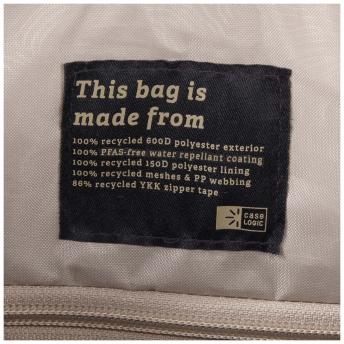 This bag is
made from
100% recycled 600D polyester exterior
100% PFAS-free water repellant coating
100% recycled 150D polyester lining
100% recycled meshes & PP webbing
86% recycled YKK zipper tape
case
LOGIC